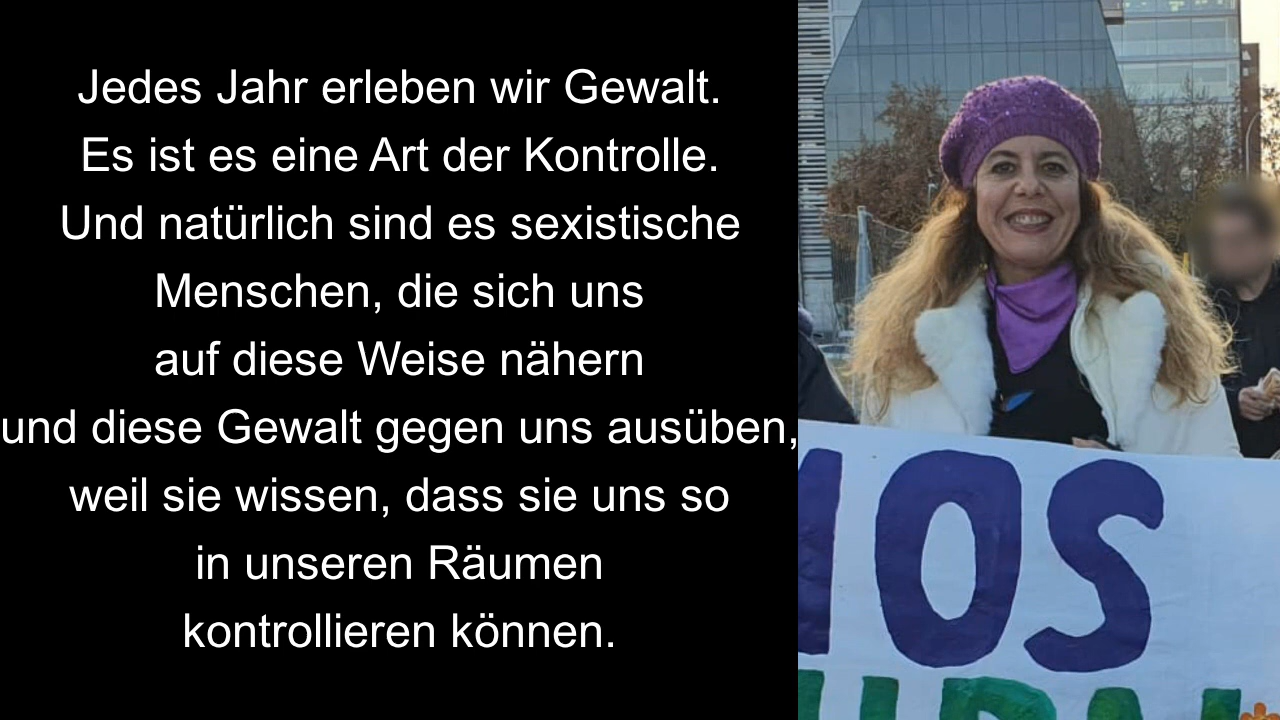 Jedes Jahr erleben wir Gewalt.
Es ist es eine Art der Kontrolle.
Und natürlich sind es sexistische
Menschen, die sich uns
auf diese Weise nähern
und diese Gewalt gegen uns ausüben,
weil sie wissen, dass sie uns so
in unseren Räumen
kontrollieren können.
MOS